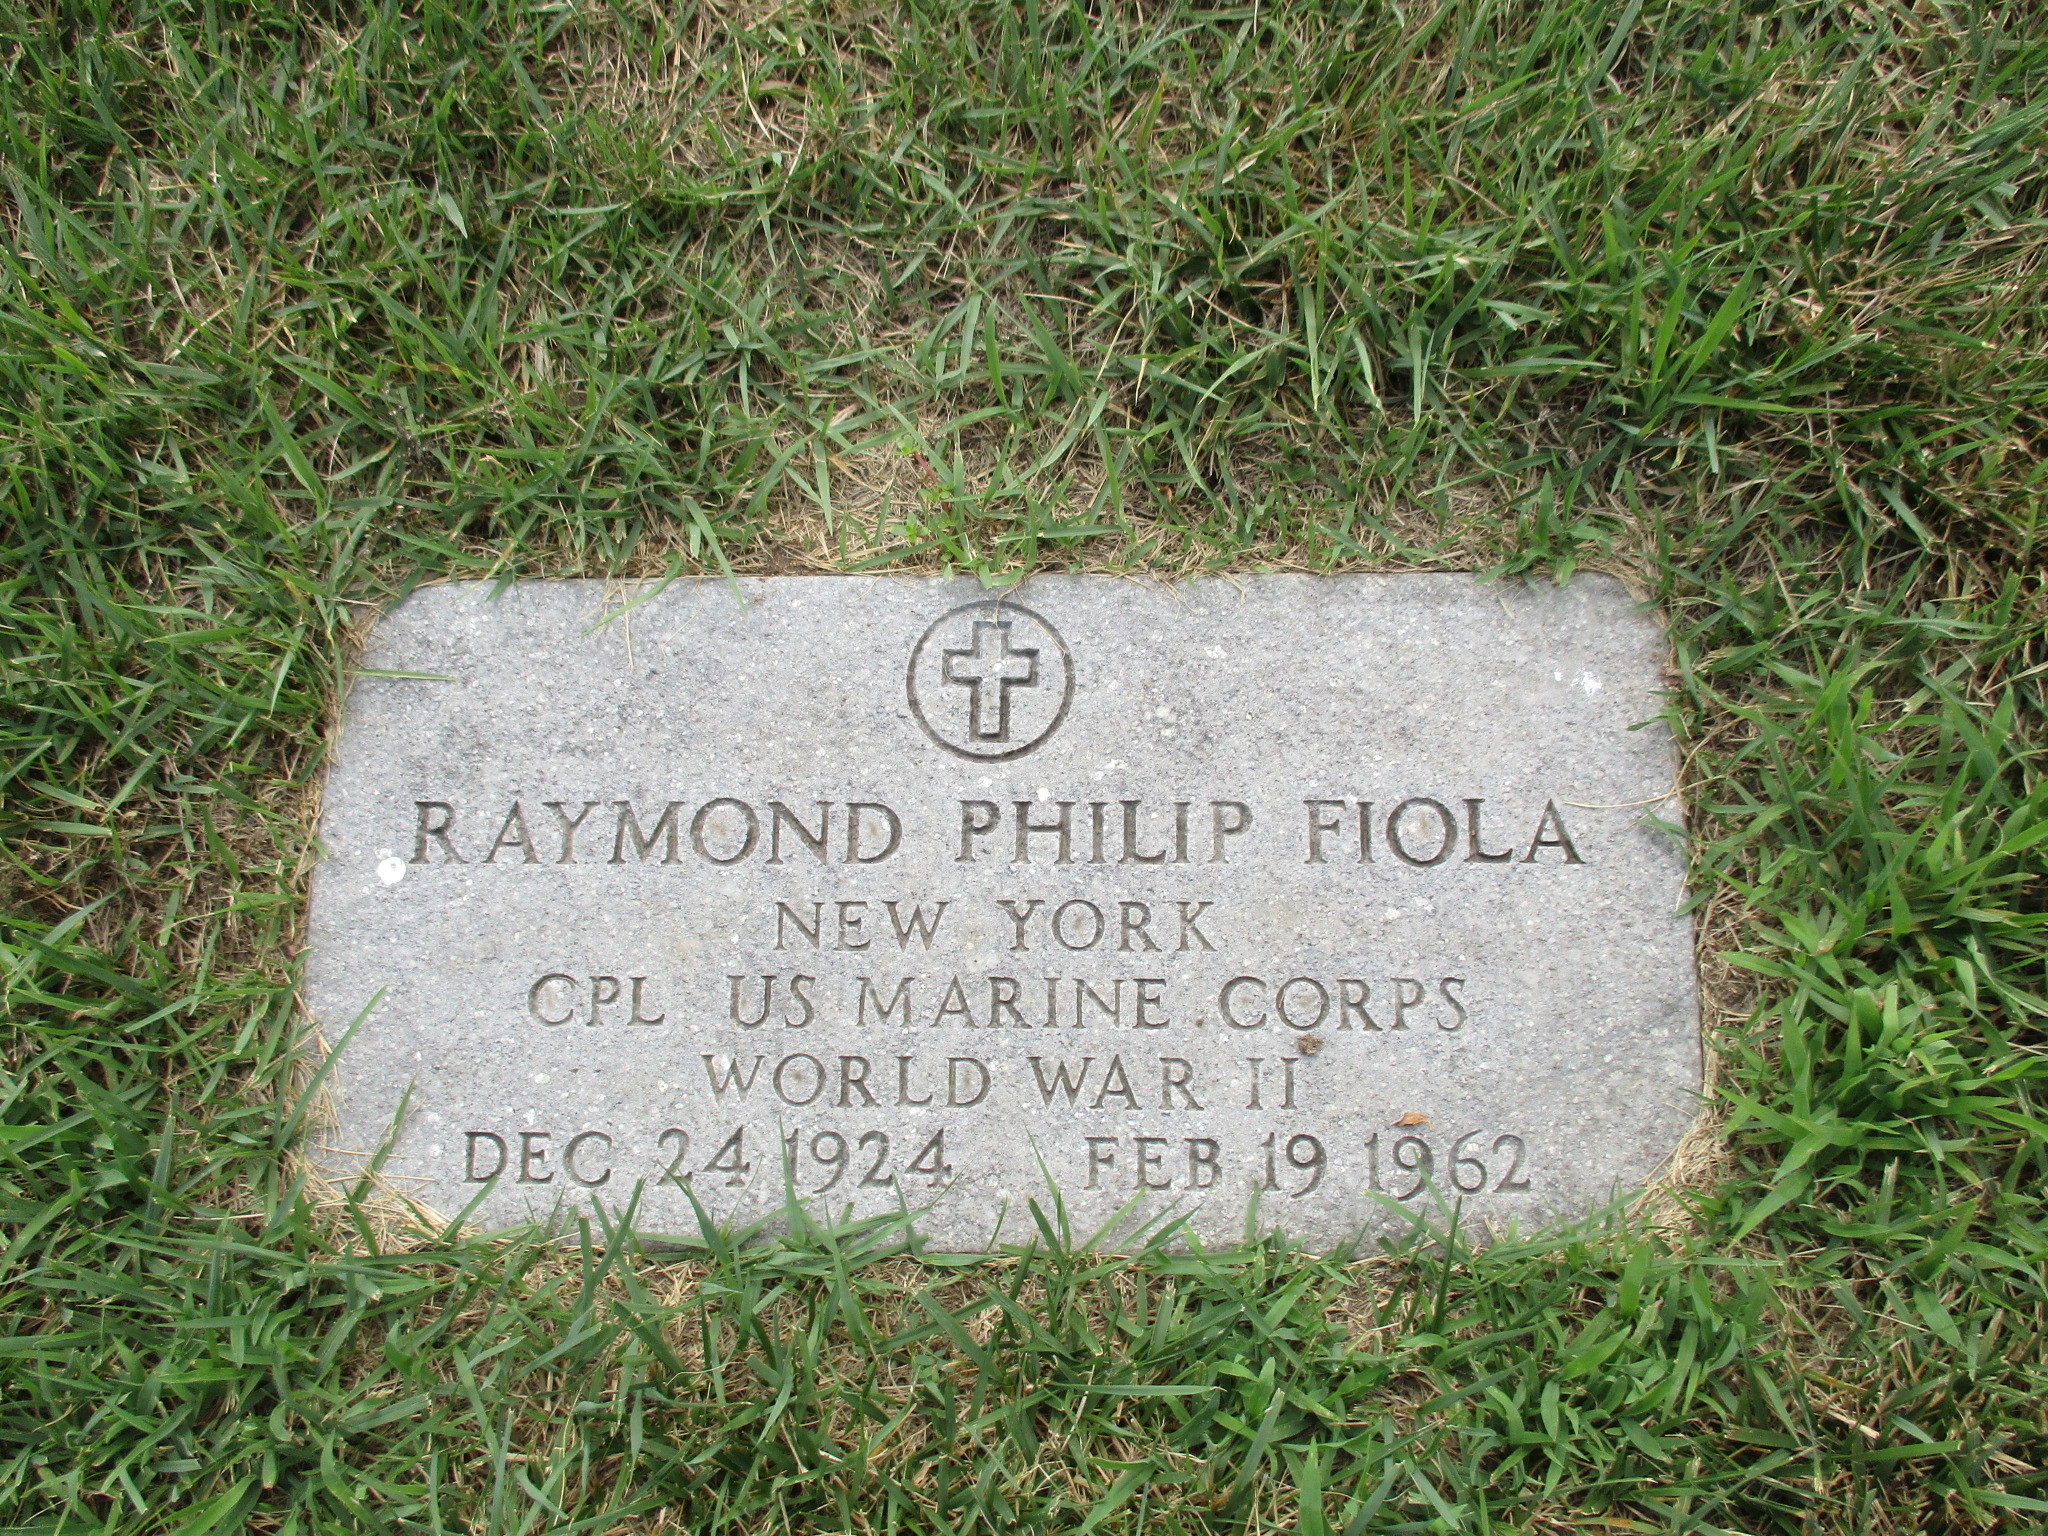 RAYMOND PHILIP FIOLA
NEW YORK
CPL US MARINE CORPS
WORLD WAR II
DEC 24 1924 FEB 19 1962